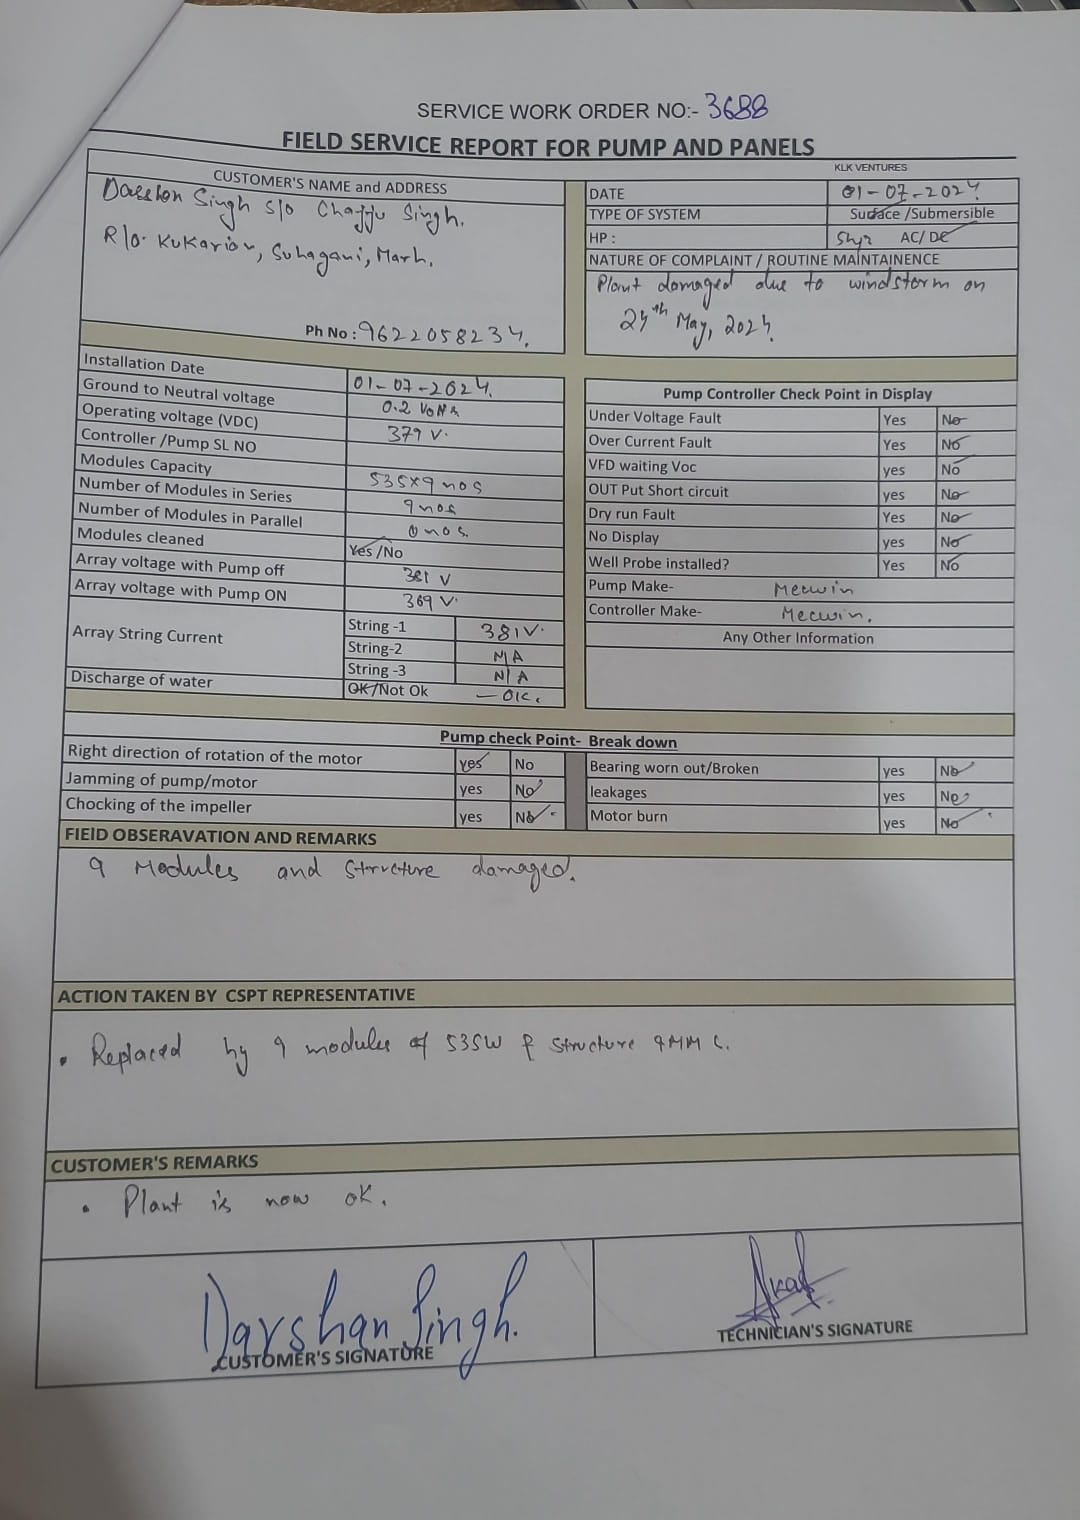 SERVICE WORK ORDER NO:- 3688
FIELD SERVICE REPORT FOR PUMP AND PANELS
KLK VENTURES
CUSTOMER'S NAME and ADDRESS
Darshan Singh s/o Chajju Singh.
R/o. Kukarian, Suhagani, Marh.
Ph No : 9622058234.
DATE 01-07-2024
TYPE OF SYSTEM Surface /Submersible
HP : 5hp AC/ DC
NATURE OF COMPLAINT / ROUTINE MAINTAINENCE
Plant damaged due to windstorm on
24th May, 2024.
Installation Date 01-07-2024.
Ground to Neutral voltage 0.2 Volts
Operating voltage (VDC) 379 V.
Controller /Pump SL NO
Modules Capacity 535x9 nos
Number of Modules in Series 9 nos
Number of Modules in Parallel 0 nos.
Modules cleaned Yes /No
Array voltage with Pump off 381 V
Array voltage with Pump ON 369 V.
Array String Current
String -1 381V.
String-2 N/A
String -3 N/A
Discharge of water OK/Not Ok — OK.
Pump Controller Check Point in Display
Under Voltage Fault Yes No
Over Current Fault Yes No
VFD waiting Voc yes No
OUT Put Short circuit yes No
Dry run Fault Yes No
No Display yes No
Well Probe installed? Yes No
Pump Make- Mecwin
Controller Make- Mecwin.
Any Other Information
Pump check Point- Break down
Right direction of rotation of the motor yes No
Jamming of pump/motor yes No
Chocking of the impeller yes No
Bearing worn out/Broken yes No
leakages yes No
Motor burn yes No
FIElD OBSERAVATION AND REMARKS
9 Modules and Structure damaged.
ACTION TAKEN BY CSPT REPRESENTATIVE
• Replaced by 9 modules of 535W & Structure
CUSTOMER'S REMARKS
• Plant is now ok.
Darshan Singh.
CUSTOMER'S SIGNATURE
TECHNICIAN'S SIGNATURE